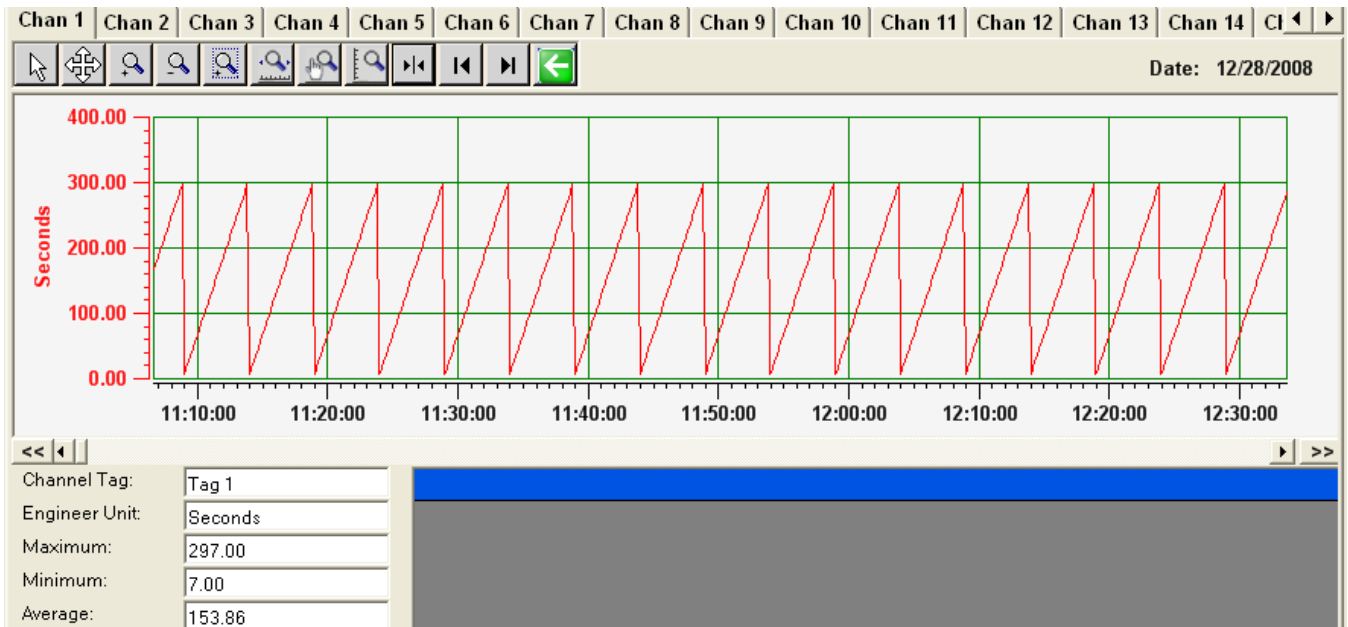 Chan 1 Chan 2 Chan 3 Chan 4 Chan 5 Chan 6 Chan 7 Chan 8 Chan 9 Chan 10 Chan 11 Chan 12 Chan 13 Chan 14
Date: 12/28/2008
400.00
300.00
200.00
100.00
0.00
Seconds
11:10:00 11:20:00 11:30:00 11:40:00 11:50:00 12:00:00 12:10:00 12:20:00 12:30:00
<< >>
Channel Tag: Tag 1
Engineer Unit: Seconds
Maximum: 297.00
Minimum: 7.00
Average: 153.86